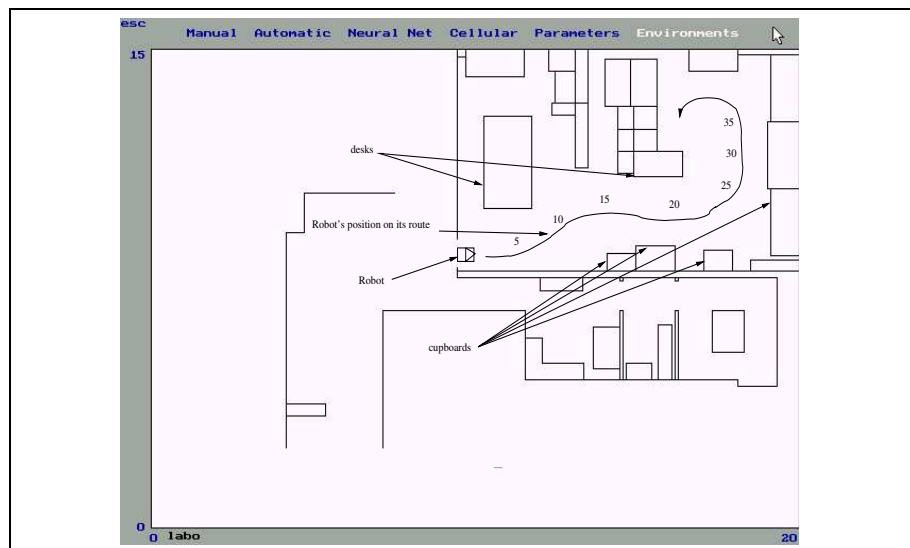 esc
Manual Automatic Neural Net Cellular Parameters Environments
15
35
desks
30
25
15
20
10
Robot's position on its route
5
Robot
cupboards
0
0 labo 20